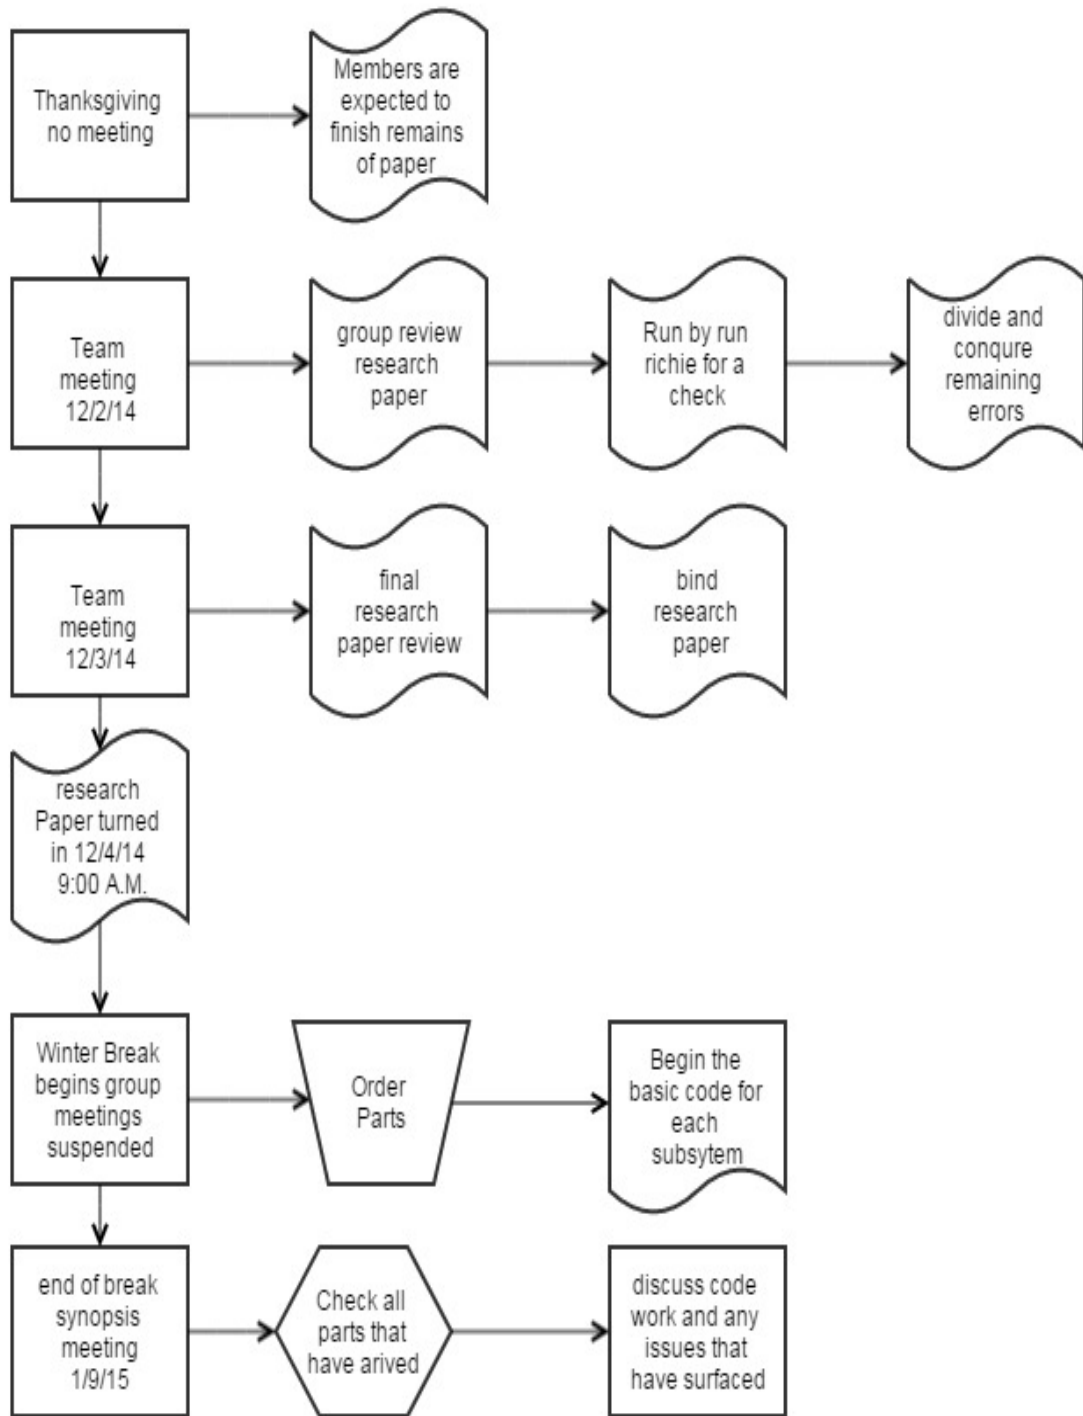 Thanksgiving
no meeting
Members are
expected to
finish remains
of paper
Team
meeting
12/2/14
group review
research
paper
Run by run
richie for a
check
divide and
conqure
remaining
errors
Team
meeting
12/3/14
final
research
paper review
bind
research
paper
research
Paper turned
in 12/4/14
9:00 A.M.
Winter Break
begins group
meetings
suspended
Order
Parts
Begin the
basic code for
each
subsytem
end of break
synopsis
meeting
1/9/15
Check all
parts that
have arived
discuss code
work and any
issues that
have surfaced